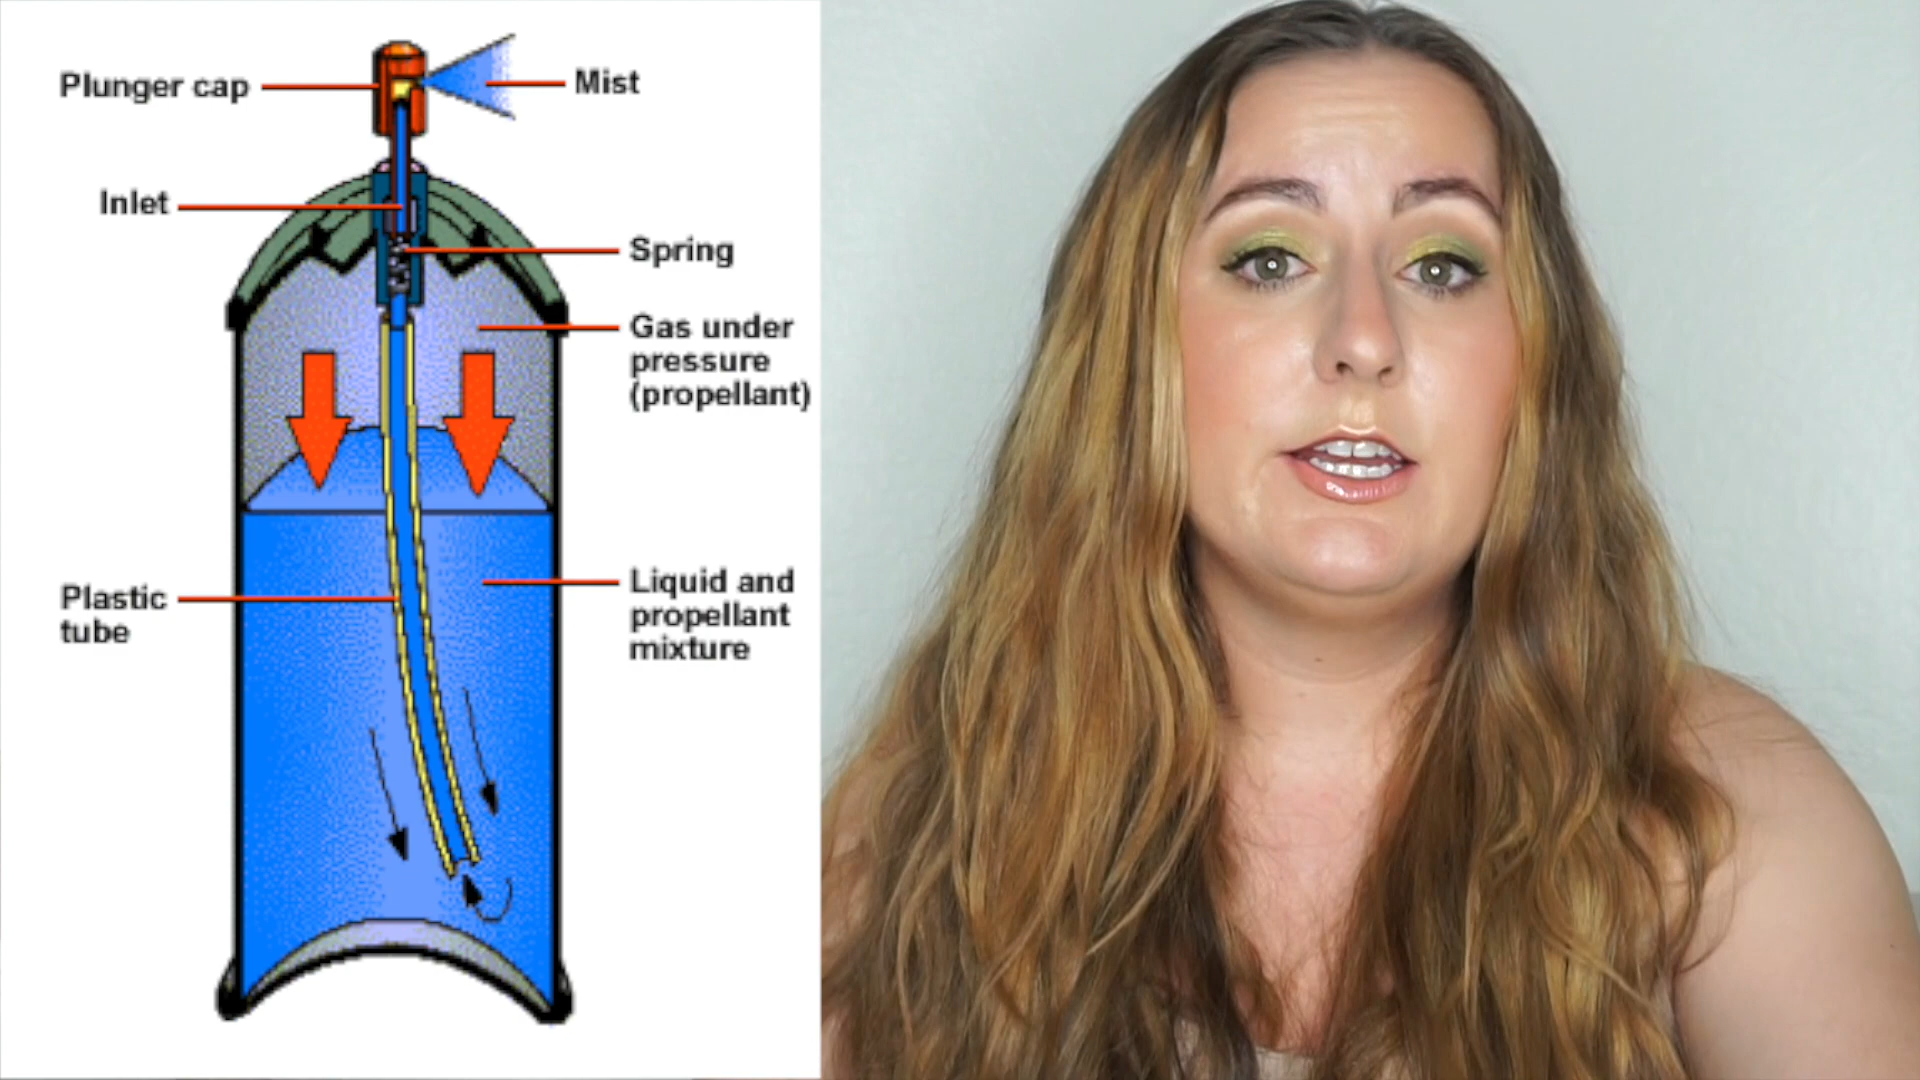 Plunger cap
Mist
Inlet
Spring
Gas under
pressure
(propellant)
Plastic
tube
Liquid and
propellant
mixture